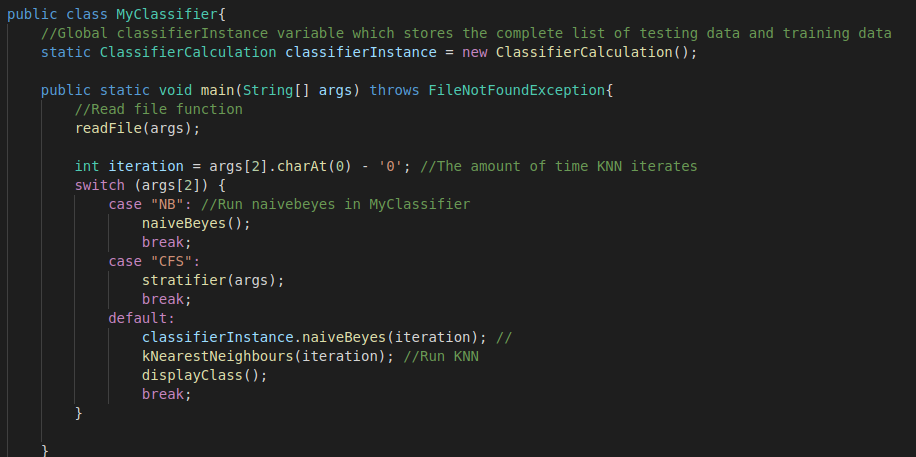 public class MyClassifier{
    //Global classifierInstance variable which stores the complete list of testing data and training data
    static ClassifierCalculation classifierInstance = new ClassifierCalculation();

    public static void main(String[] args) throws FileNotFoundException{
        //Read file function
        readFile(args);

        int iteration = args[2].charAt(0) - '0'; //The amount of time KNN iterates
        switch (args[2]) {
            case "NB": //Run naivebeyes in MyClassifier
                naiveBeyes();
                break;
            case "CFS":
                stratifier(args);
                break;
            default:
                classifierInstance.naiveBeyes(iteration); //
                kNearestNeighbours(iteration); //Run KNN
                displayClass();
                break;
        }

    }